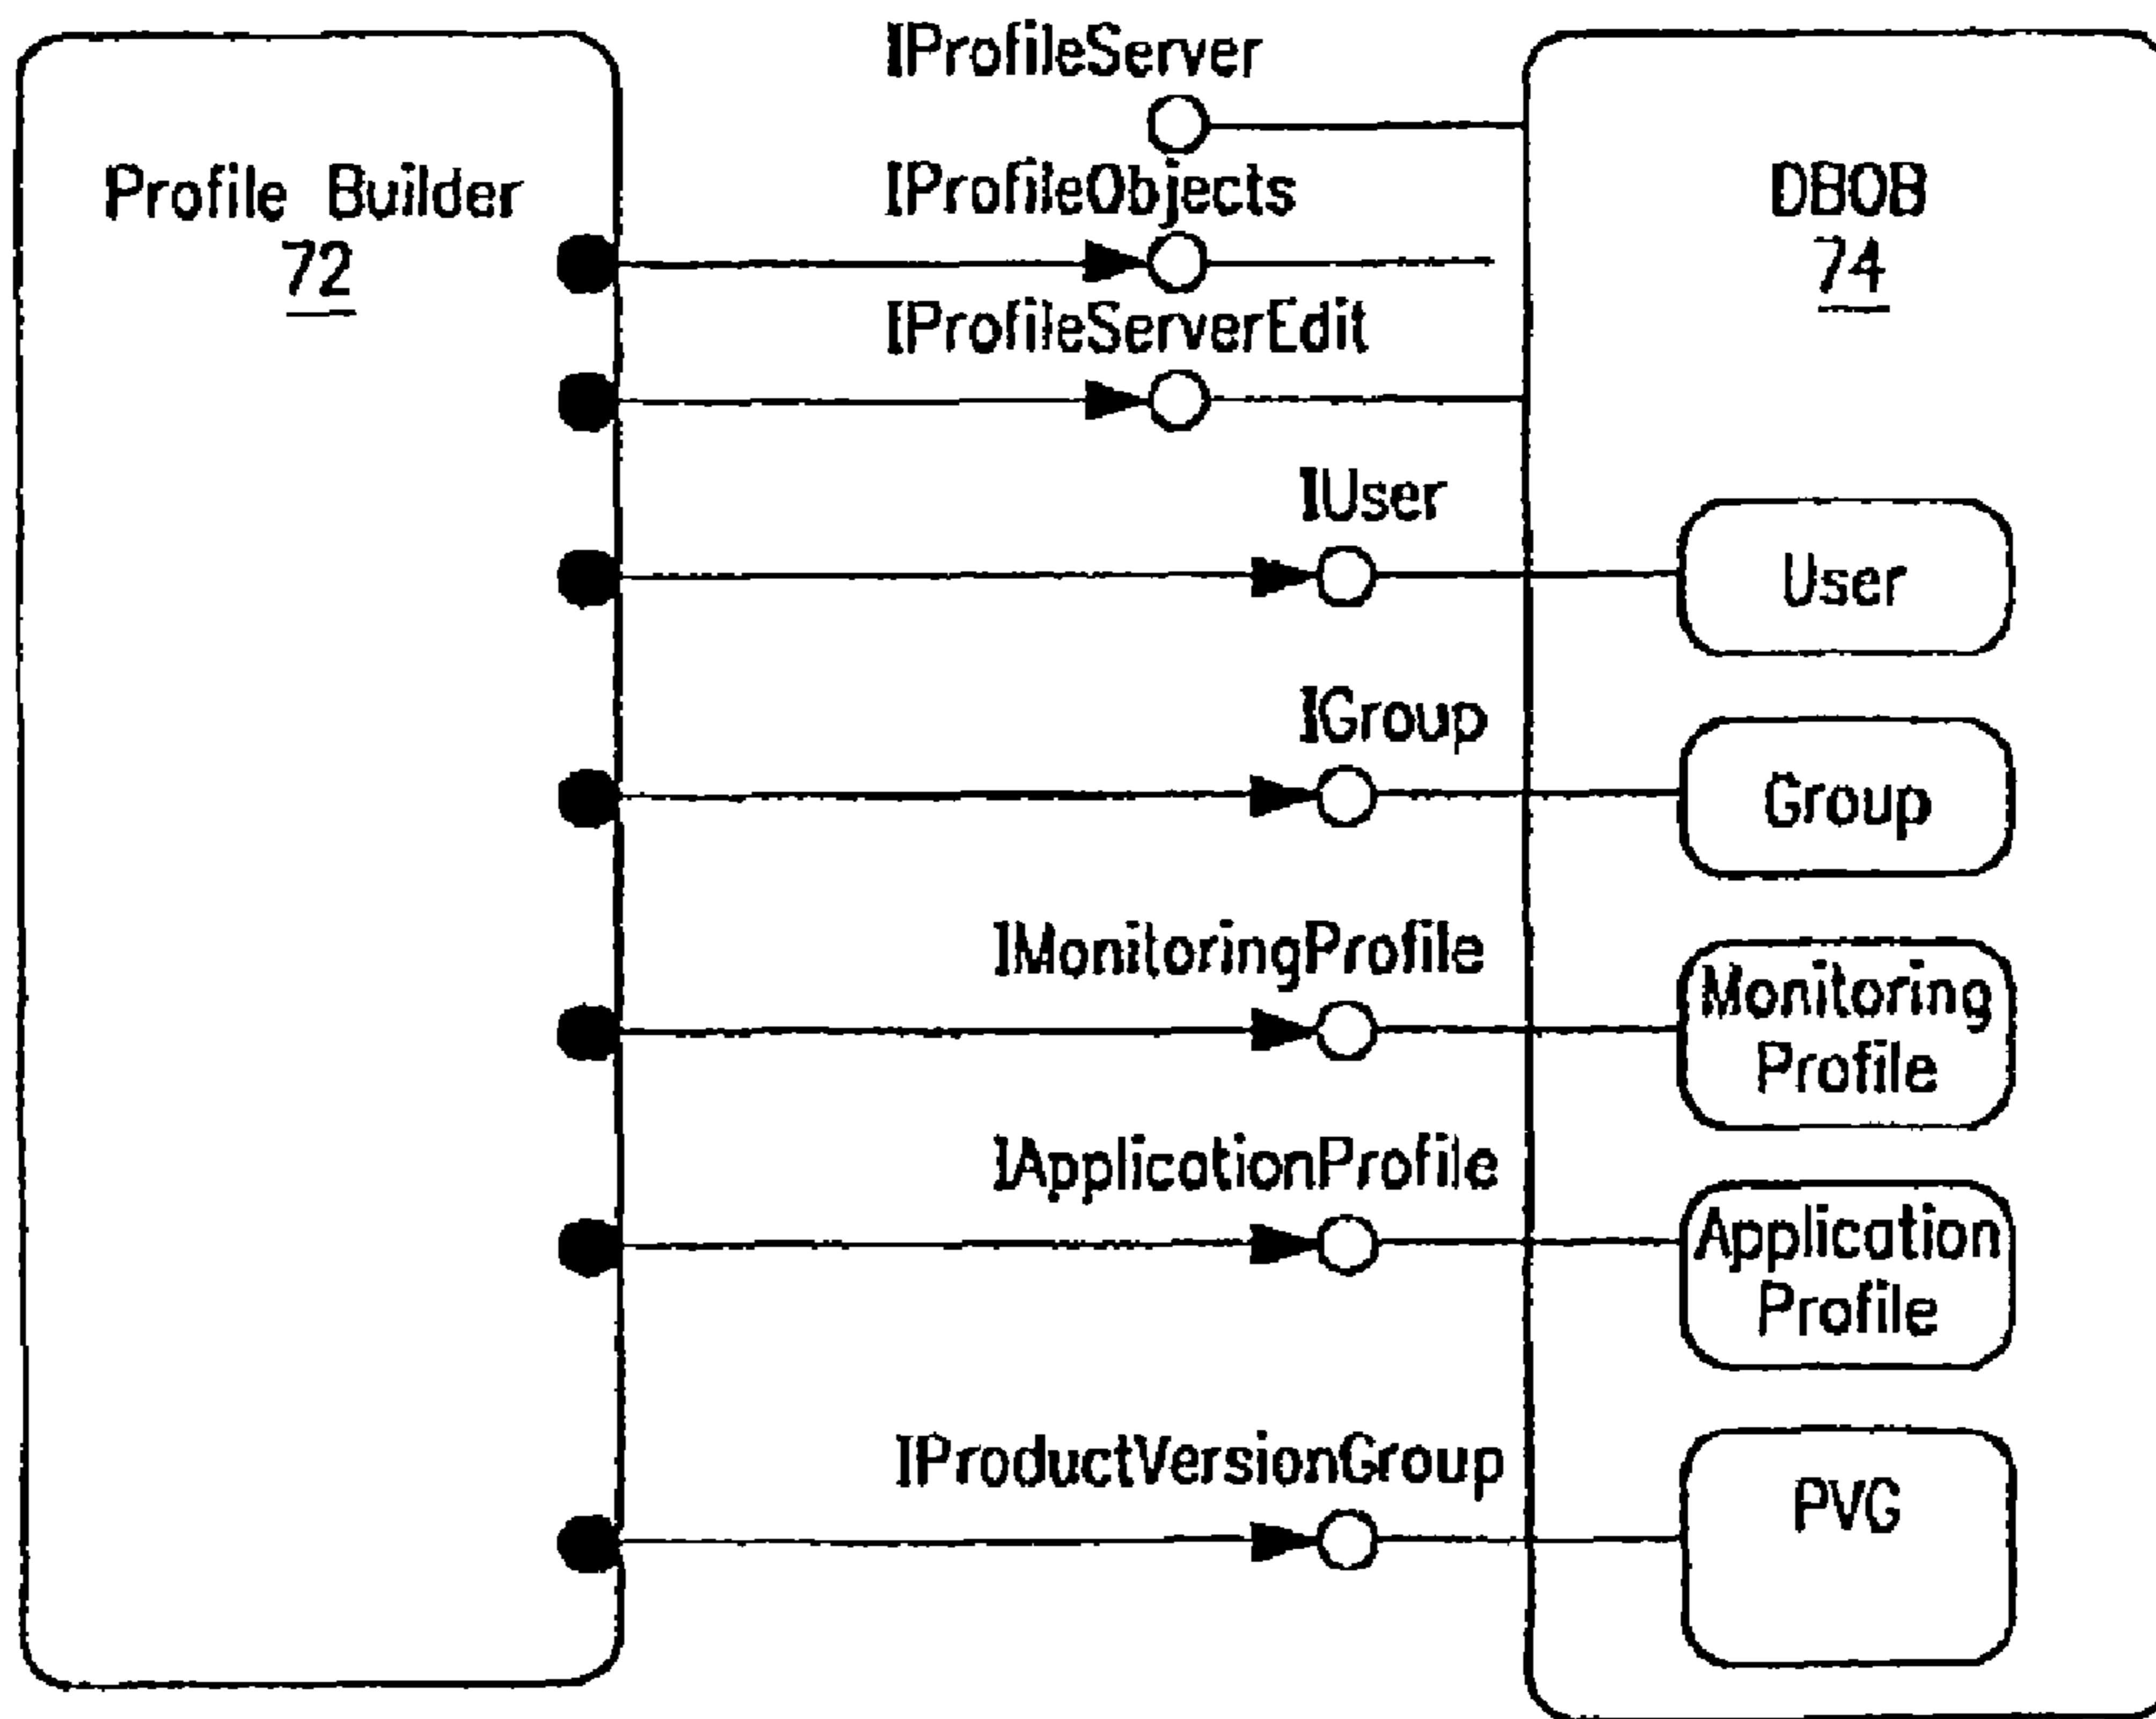 IProfileServer
Profile Builder
72
IProfileObjects
DBOB
74
IProfileServerEdit
IUser
User
IGroup
Group
IMonitoringProfile
Monitoring
Profile
IApplicationProfile
Application
Profile
IProductVersionGroup
PVG